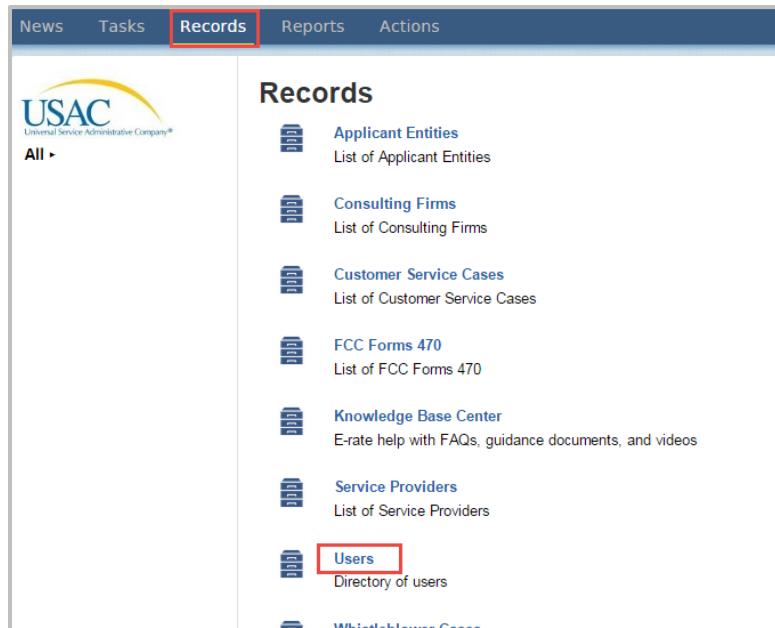 News Tasks Records Reports Actions
USAC
Universal Service Administrative Company®
All ▸
Records
Applicant Entities
List of Applicant Entities
Consulting Firms
List of Consulting Firms
Customer Service Cases
List of Customer Service Cases
FCC Forms 470
List of FCC Forms 470
Knowledge Base Center
E-rate help with FAQs, guidance documents, and videos
Service Providers
List of Service Providers
Users
Directory of users
Whistleblower Cases